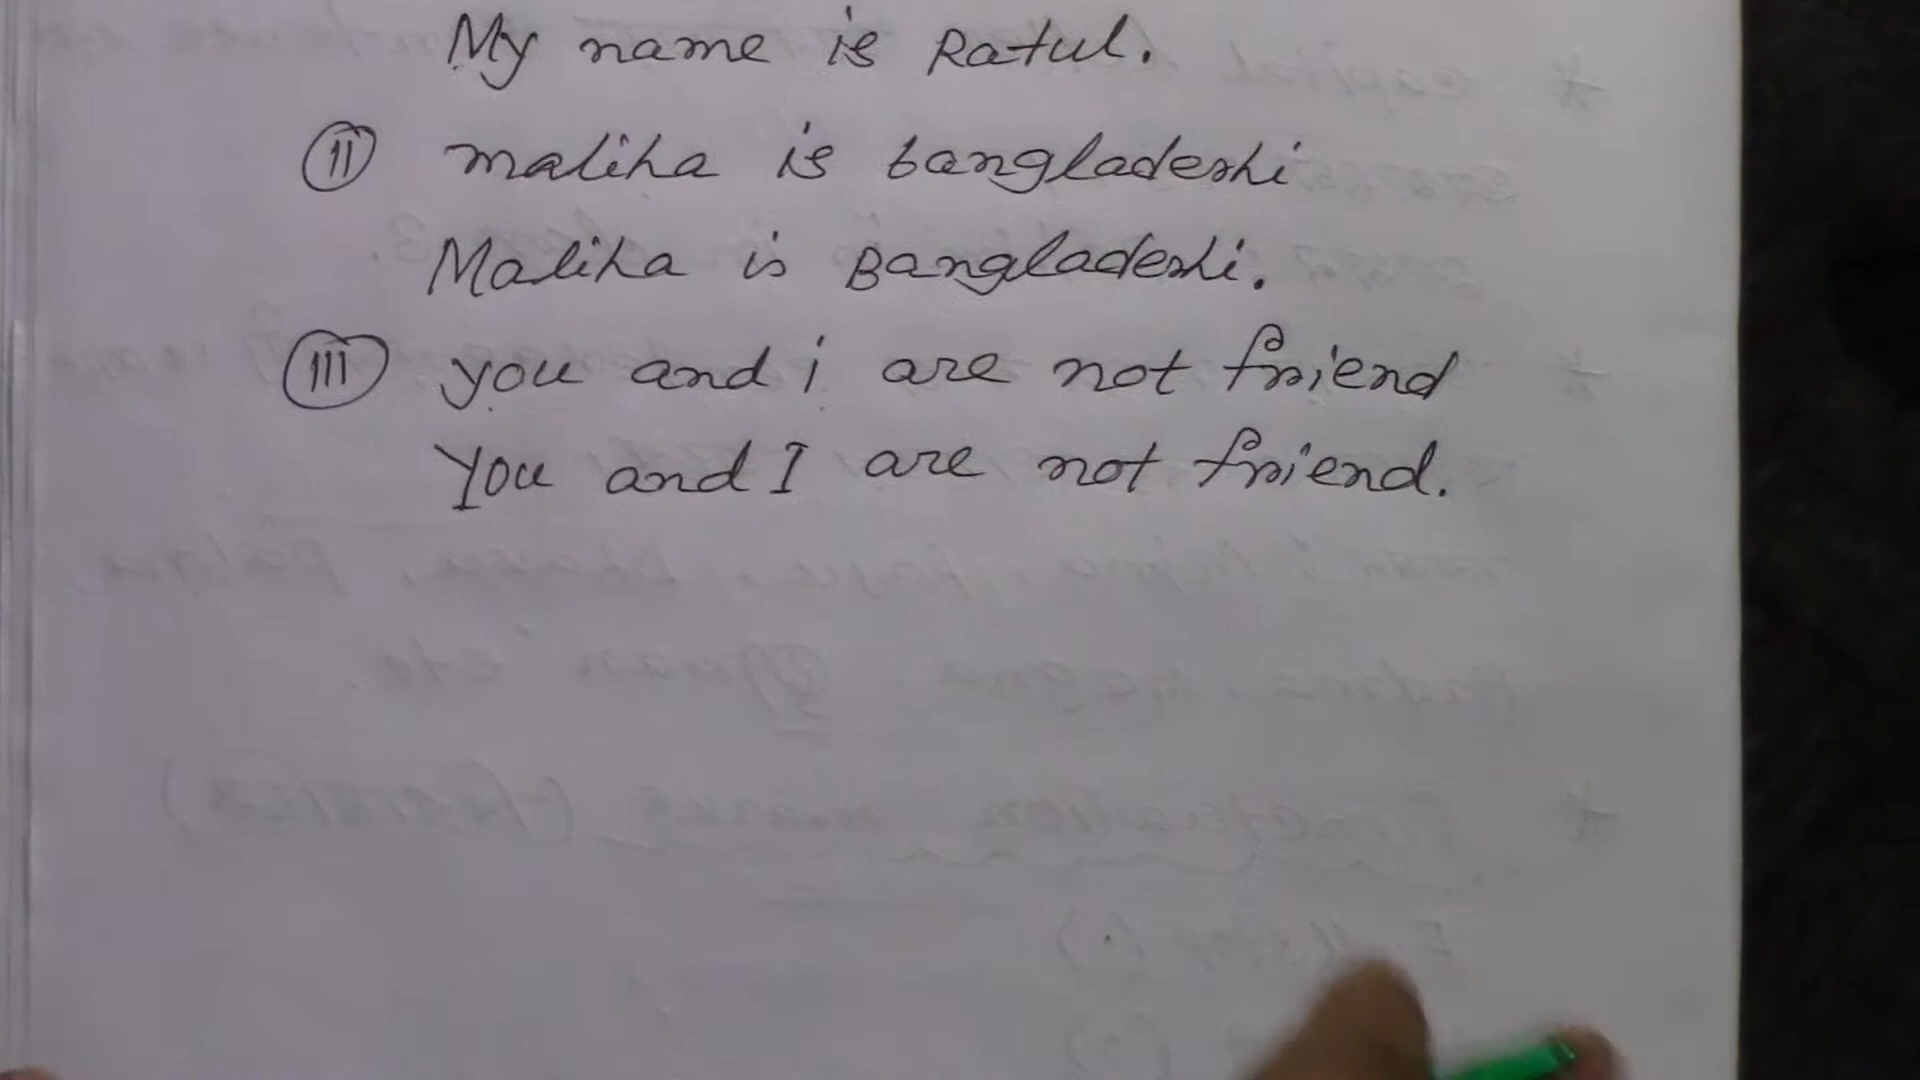 My name is Ratul.
II maliha is bangladeshi
Maliha is Bangladeshi.
III you and i are not friend
You and I are not friend.